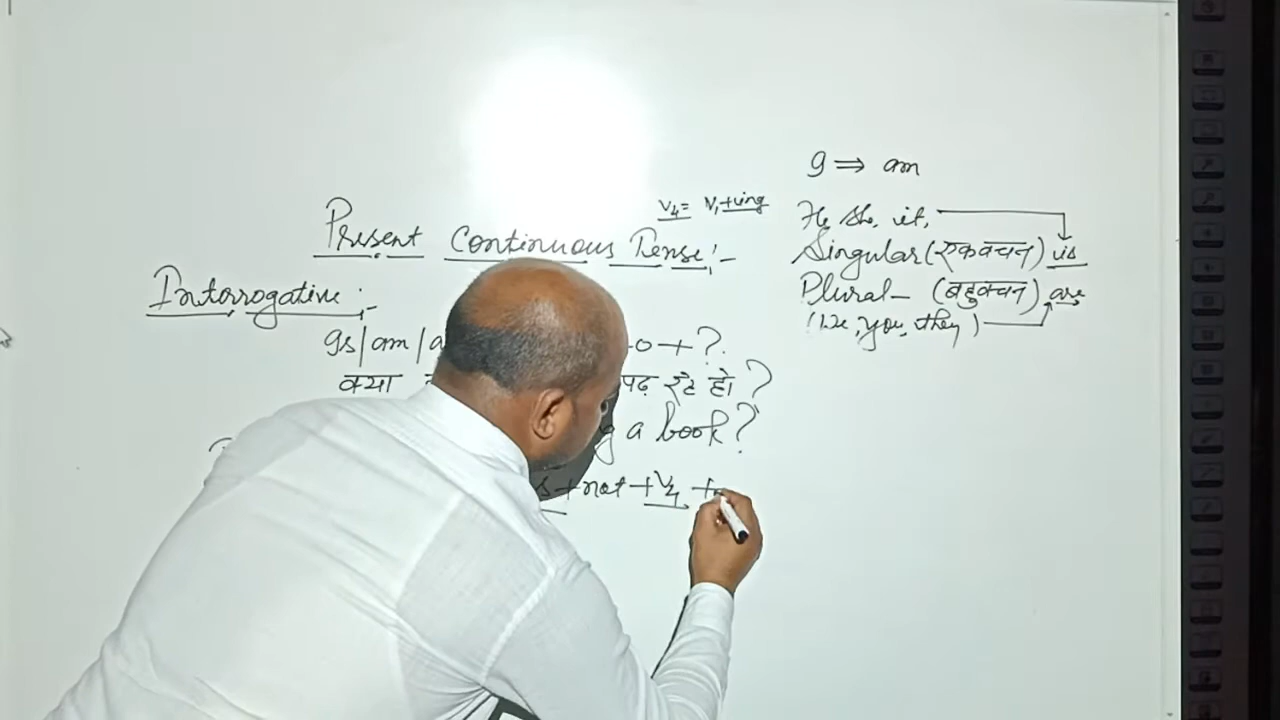 Present Continuous Tense:-
V4 = V1+ing
Interrogative:-
Is/am/a
o+?
क्या
पढ़ रहे हो?
g a book?
s+not+V4+
I ⇒ am
He, she, it,
Singular (एकवचन) is
Plural- (बहुवचन) are
(We, you, they)